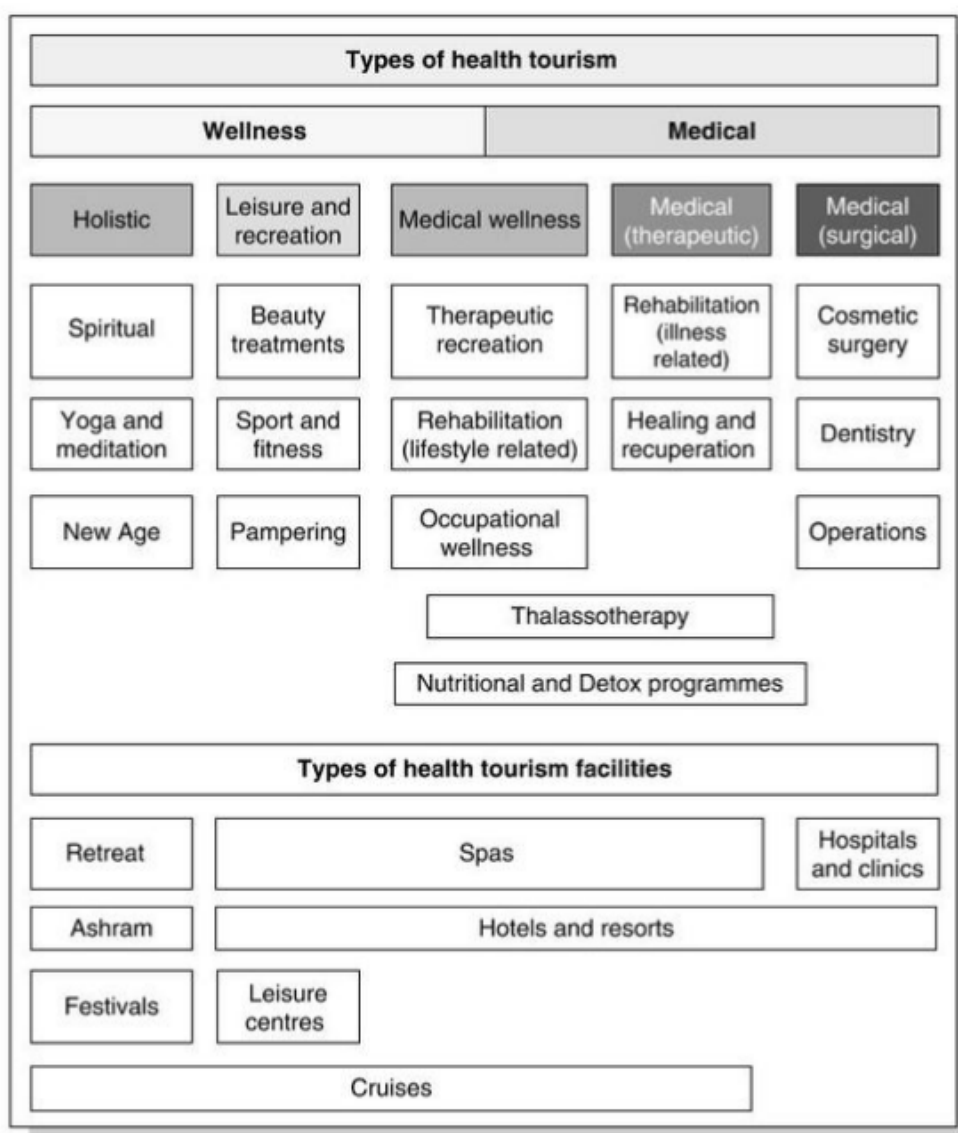 Types of health tourism
Wellness
Medical
Holistic
Leisure and
recreation
Medical wellness
Medical
(therapeutic)
Medical
(surgical)
Spiritual
Beauty
treatments
Therapeutic
recreation
Rehabilitation
(illness
related)
Cosmetic
surgery
Yoga and
meditation
Sport and
fitness
Rehabilitation
(lifestyle related)
Healing and
recuperation
Dentistry
New Age
Pampering
Occupational
wellness
Operations
Thalassotherapy
Nutritional and Detox programmes
Types of health tourism facilities
Retreat
Spas
Hospitals
and clinics
Ashram
Hotels and resorts
Festivals
Leisure
centres
Cruises